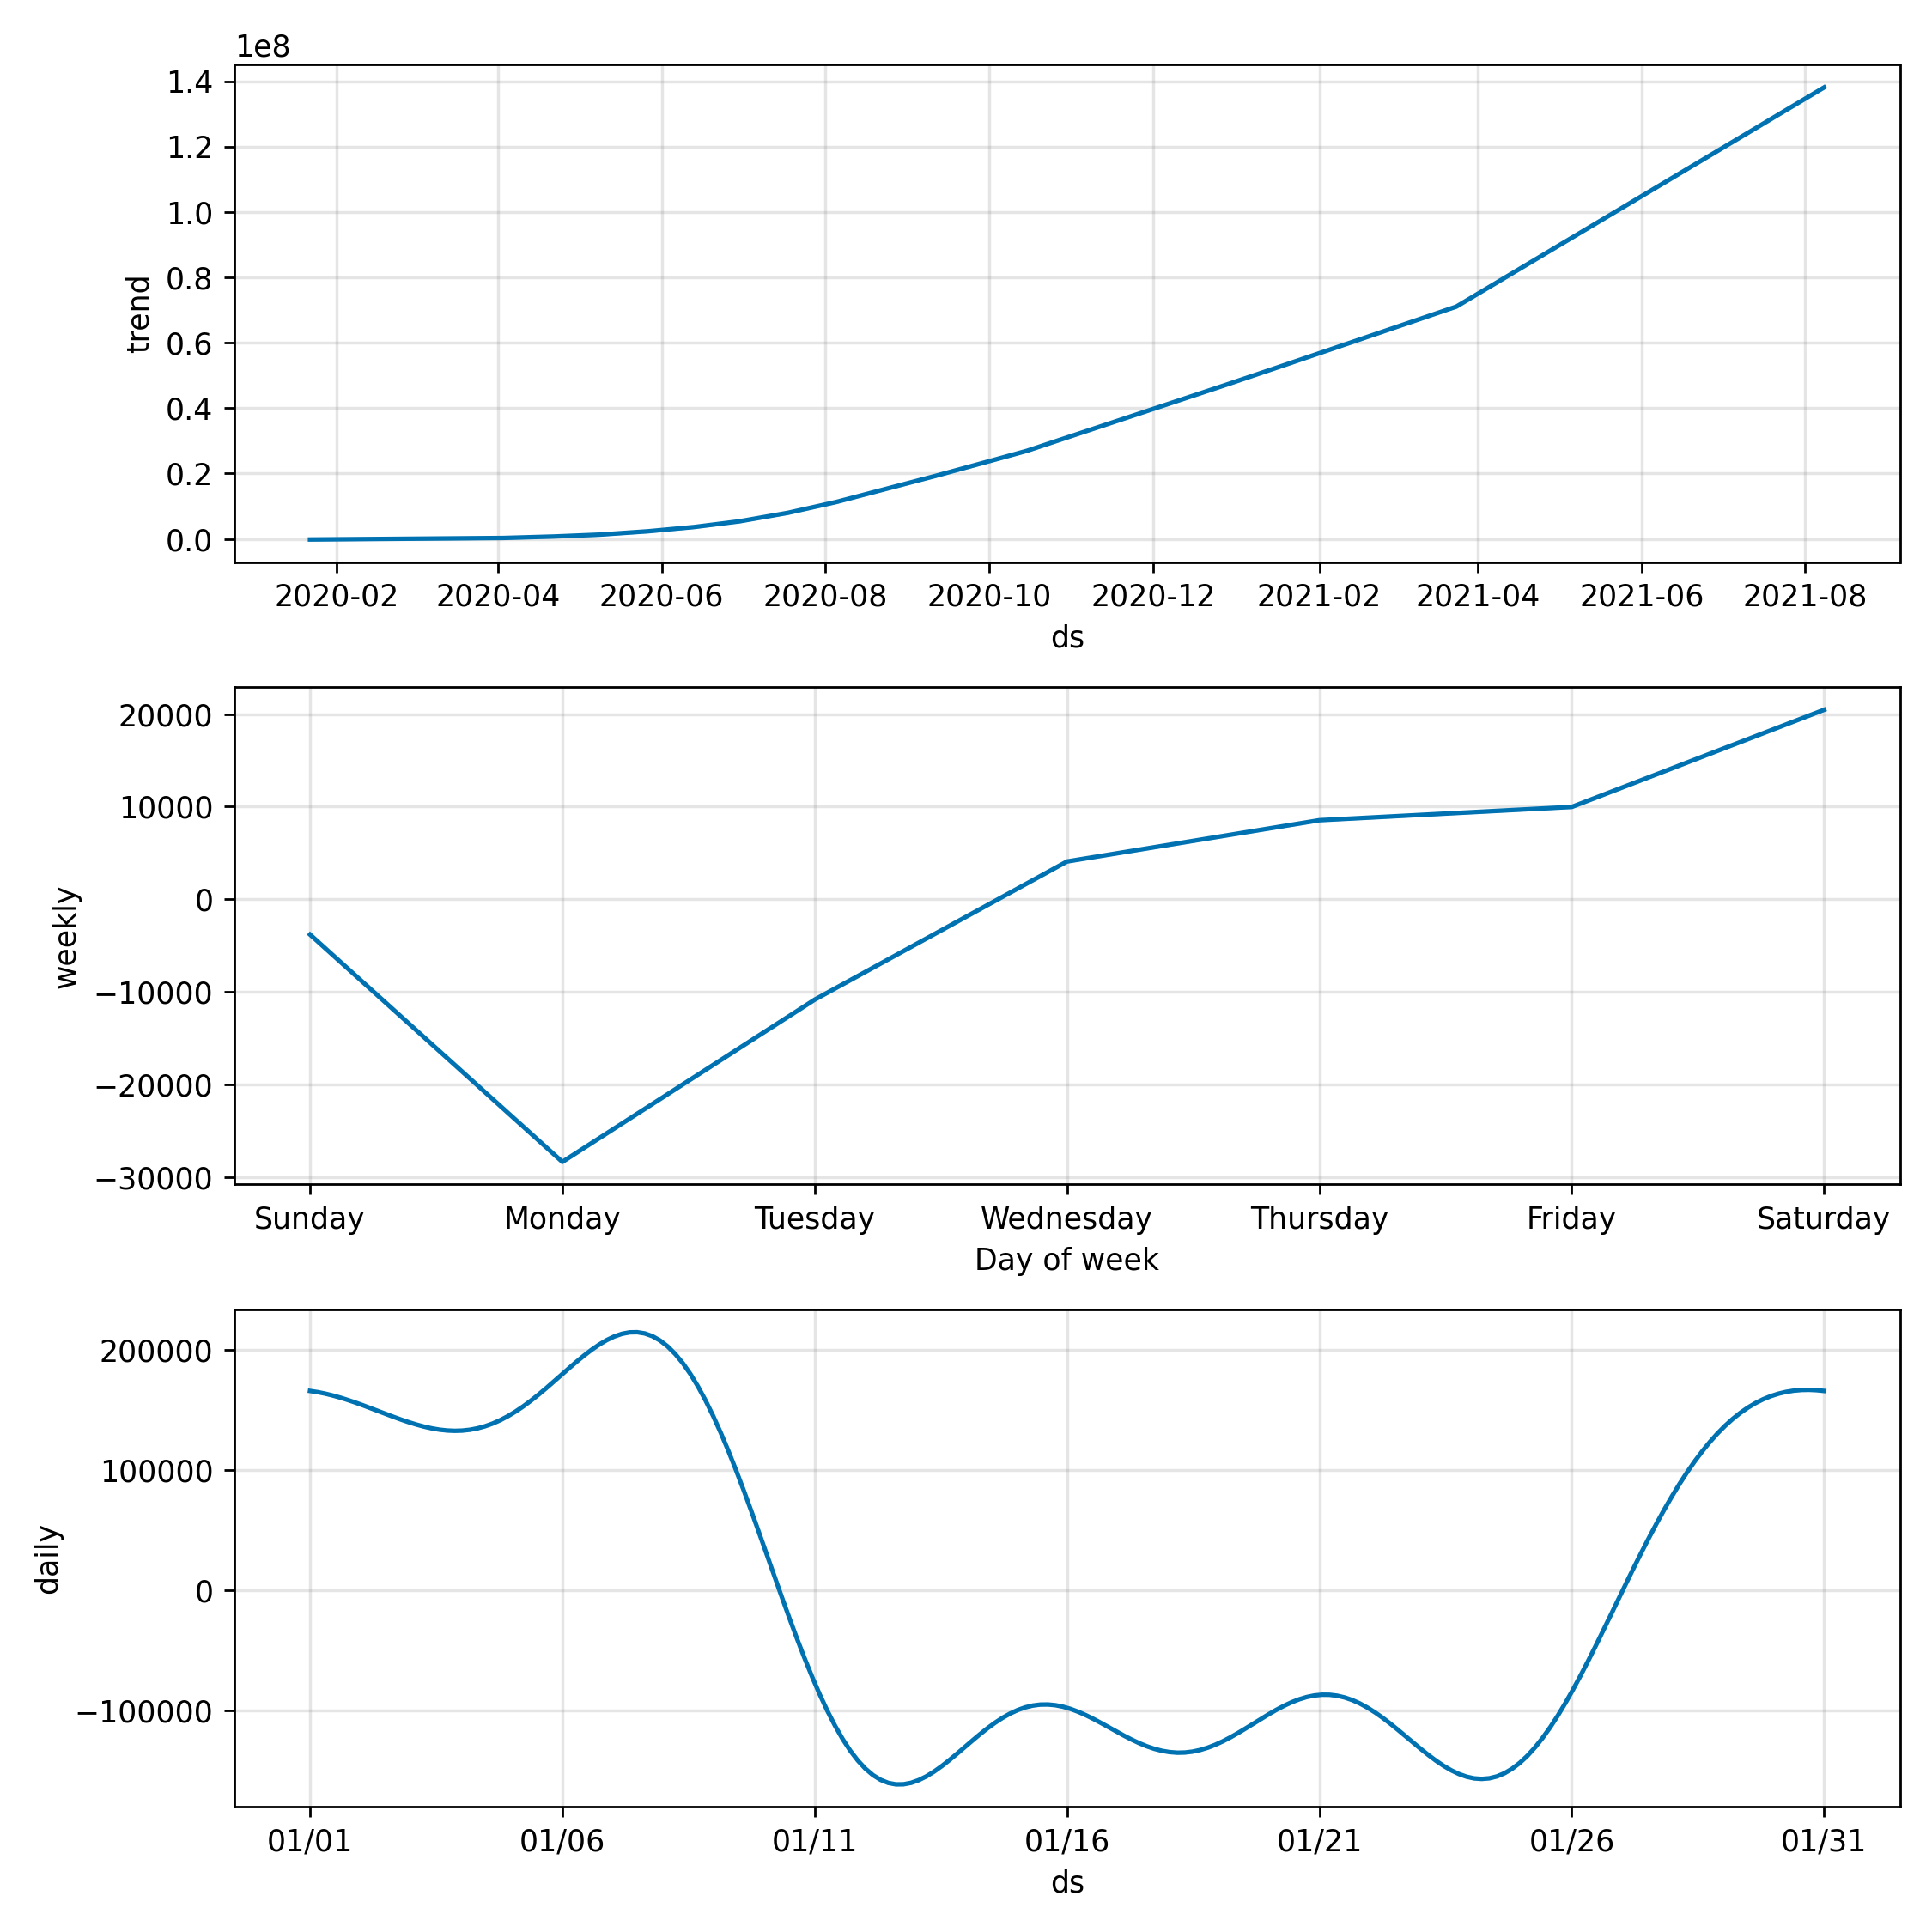 1e8
1.4
1.2
1.0
0.8
0.6
0.4
0.2
0.0
trend
2020-02 2020-04 2020-06 2020-08 2020-10 2020-12 2021-02 2021-04 2021-06 2021-08
ds
20000
10000
0
−10000
−20000
−30000
weekly
Sunday Monday Tuesday Wednesday Thursday Friday Saturday
Day of week
200000
100000
0
−100000
daily
01/01 01/06 01/11 01/16 01/21 01/26 01/31
ds